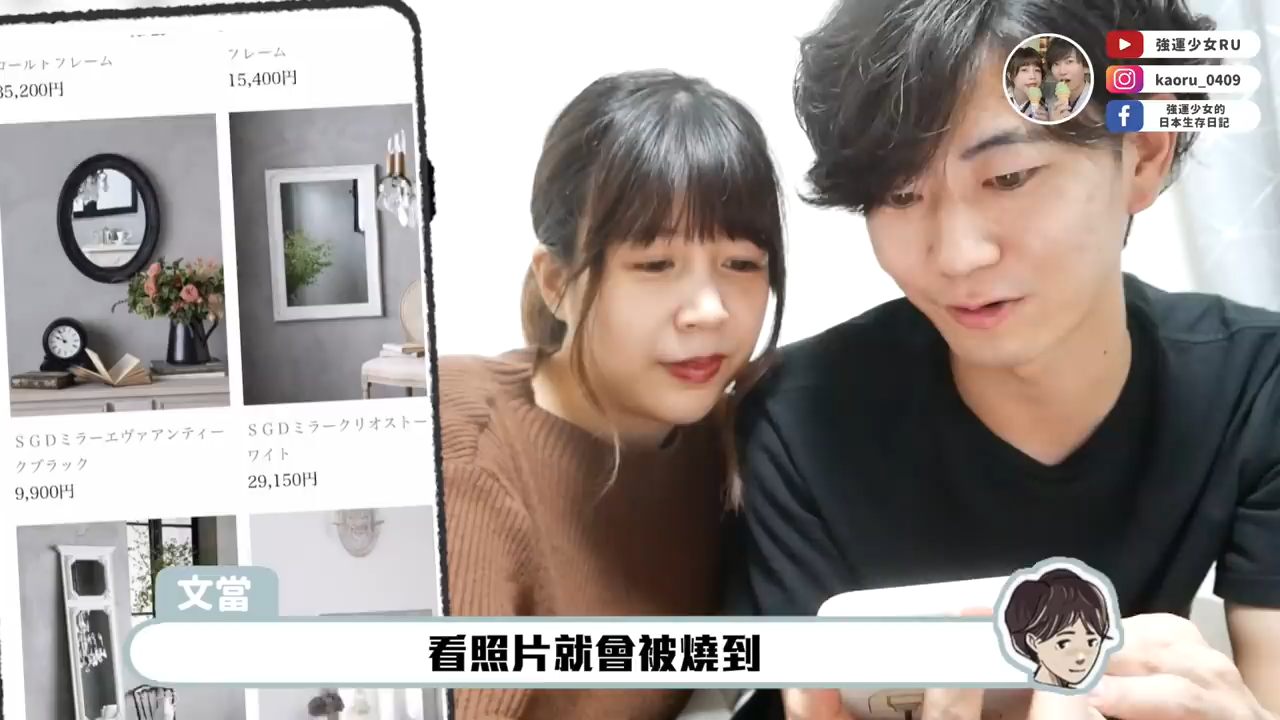 ゴールドフレーム
35,200円
フレーム
15,400円
ＳＧＤミラーエヴァアンティー
クブラック
9,900円
ＳＧＤミラークリオストー
ワイト
29,150円
強運少女RU
kaoru_0409
強運少女的
日本生存日記
文當
看照片就會被燒到